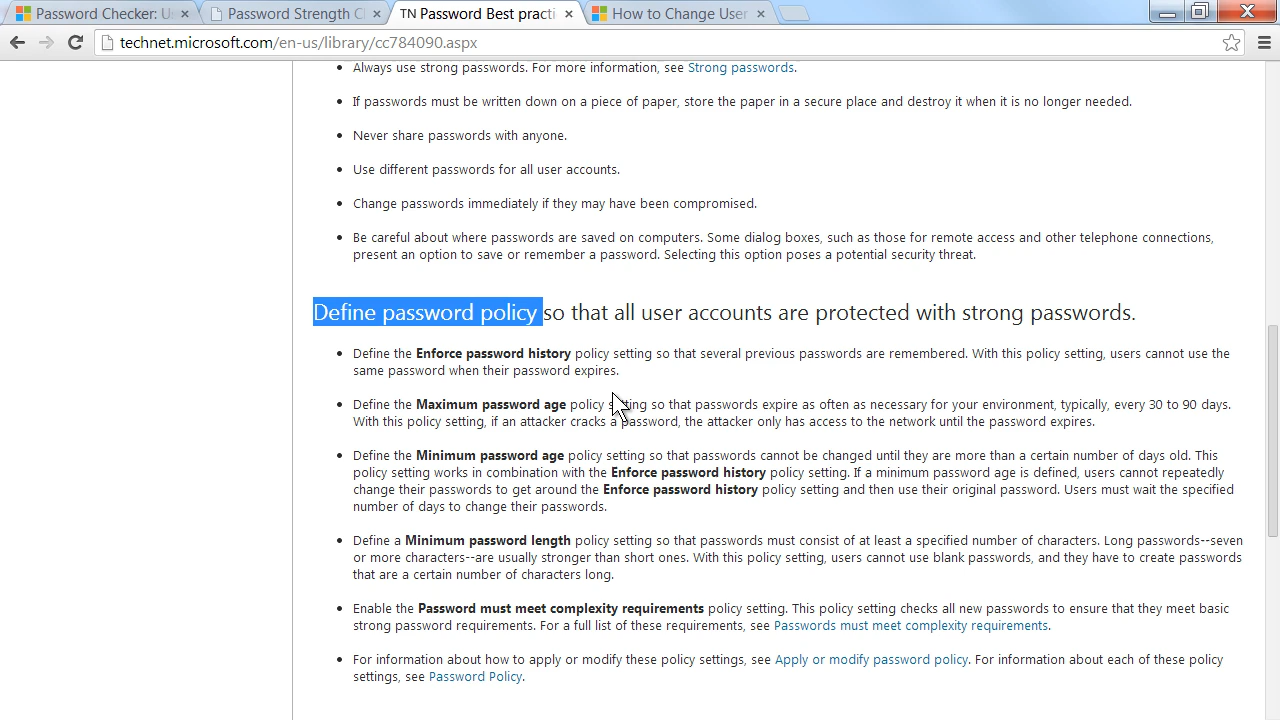 Password Checker: U
Password Strength C
TN Password Best practi
How to Change User
technet.microsoft.com/en-us/library/cc784090.aspx
Always use strong passwords. For more information, see Strong passwords.
If passwords must be written down on a piece of paper, store the paper in a secure place and destroy it when it is no longer needed.
Never share passwords with anyone.
Use different passwords for all user accounts.
Change passwords immediately if they may have been compromised.
Be careful about where passwords are saved on computers. Some dialog boxes, such as those for remote access and other telephone connections,
present an option to save or remember a password. Selecting this option poses a potential security threat.
Define password policy so that all user accounts are protected with strong passwords.
Define the Enforce password history policy setting so that several previous passwords are remembered. With this policy setting, users cannot use the
same password when their password expires.
Define the Maximum password age policy setting so that passwords expire as often as necessary for your environment, typically, every 30 to 90 days.
With this policy setting, if an attacker cracks a password, the attacker only has access to the network until the password expires.
Define the Minimum password age policy setting so that passwords cannot be changed until they are more than a certain number of days old. This
policy setting works in combination with the Enforce password history policy setting. If a minimum password age is defined, users cannot repeatedly
change their passwords to get around the Enforce password history policy setting and then use their original password. Users must wait the specified
number of days to change their passwords.
Define a Minimum password length policy setting so that passwords must consist of at least a specified number of characters. Long passwords--seven
or more characters--are usually stronger than short ones. With this policy setting, users cannot use blank passwords, and they have to create passwords
that are a certain number of characters long.
Enable the Password must meet complexity requirements policy setting. This policy setting checks all new passwords to ensure that they meet basic
strong password requirements. For a full list of these requirements, see Passwords must meet complexity requirements.
For information about how to apply or modify these policy settings, see Apply or modify password policy. For information about each of these policy
settings, see Password Policy.